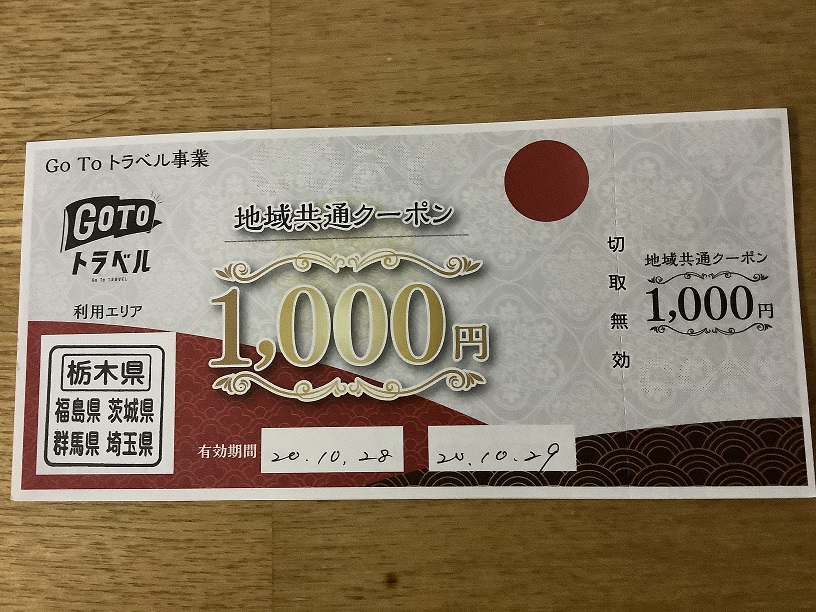 Go To トラベル事業
GOTO
トラベル
Go To TRAVEL
利用エリア
栃木県
福島県 茨城県
群馬県 埼玉県
地域共通クーポン
1,000円
有効期間 20.10.28 20.10.29
切取無効
地域共通クーポン
1,000円